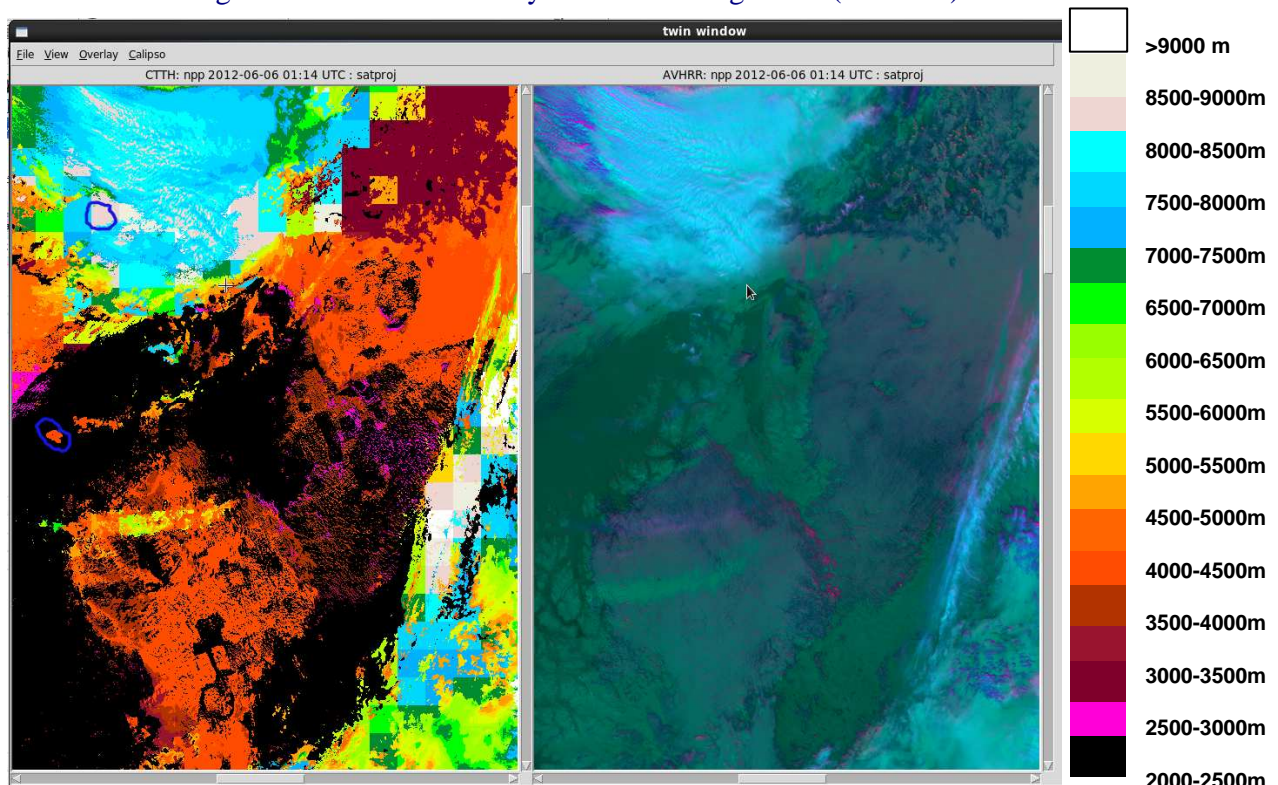 twin window
File View Overlay Calipso
CTTH: npp 2012-06-06 01:14 UTC : satproj
AVHRR: npp 2012-06-06 01:14 UTC : satproj
>9000 m
8500-9000m
8000-8500m
7500-8000m
7000-7500m
6500-7000m
6000-6500m
5500-6000m
5000-5500m
4500-5000m
4000-4500m
3500-4000m
3000-3500m
2500-3000m
2000-2500m